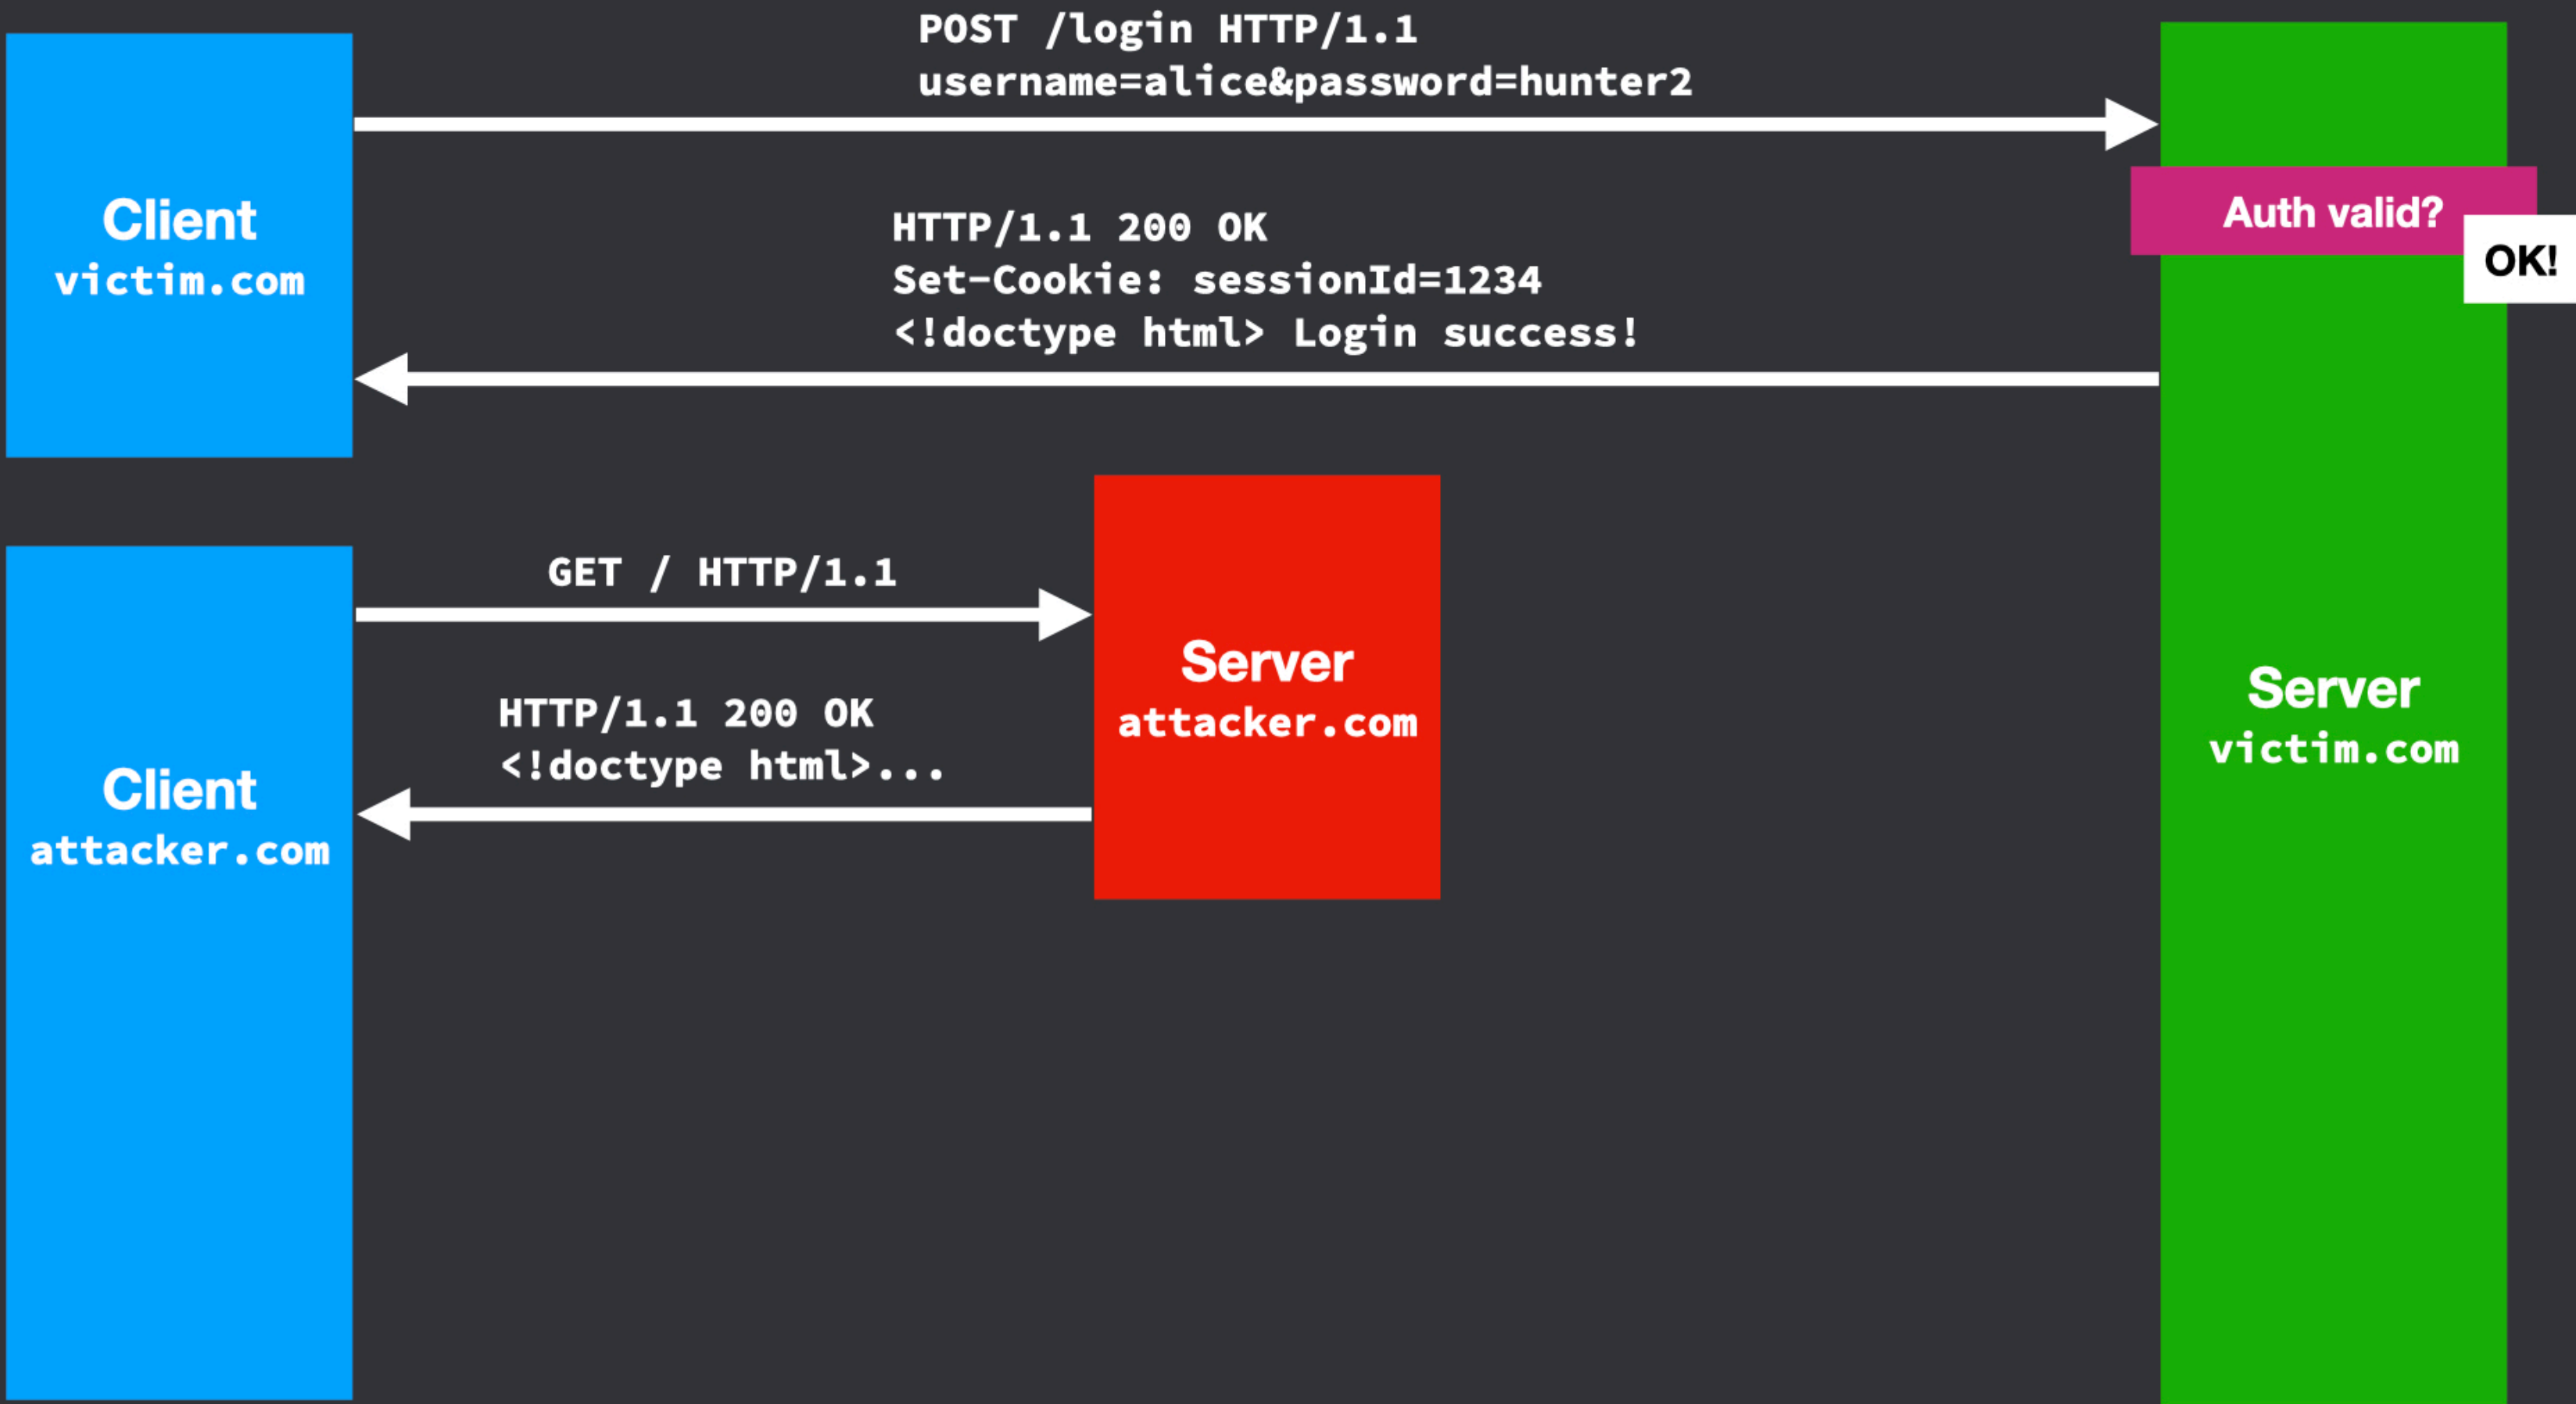 POST /login HTTP/1.1
username=alice&password=hunter2
Client
victim.com
Auth valid?
OK!
HTTP/1.1 200 OK
Set-Cookie: sessionId=1234
<!doctype html> Login success!
GET / HTTP/1.1
Server
attacker.com
HTTP/1.1 200 OK
<!doctype html>...
Server
victim.com
Client
attacker.com